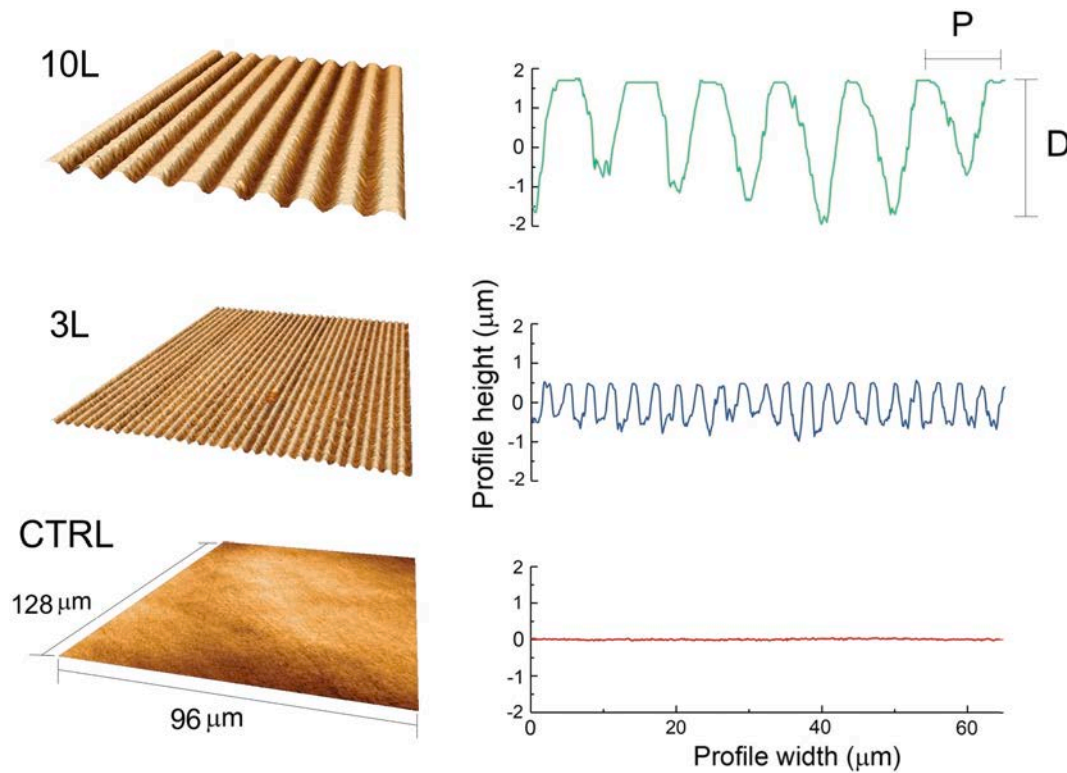 10L
P
2
1
0
-1
-2
D
3L
Profile height (μm)
2
1
0
-1
-2
CTRL
128 μm
96 μm
2
1
0
-1
-2
0 20 40 60
Profile width (μm)